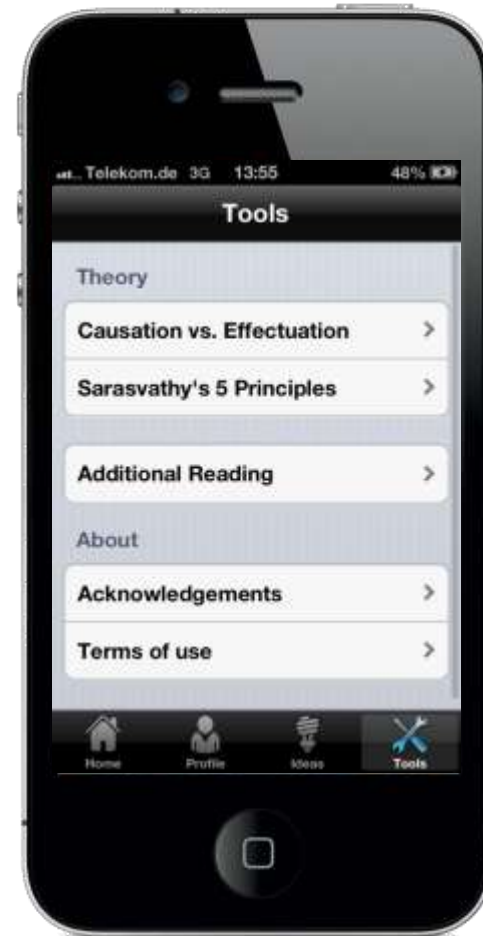 Telekom.de 3G 13:55 48%
Tools
Theory
Causation vs. Effectuation
Sarasvathy's 5 Principles
Additional Reading
About
Acknowledgements
Terms of use
Home Profile Ideas Tools